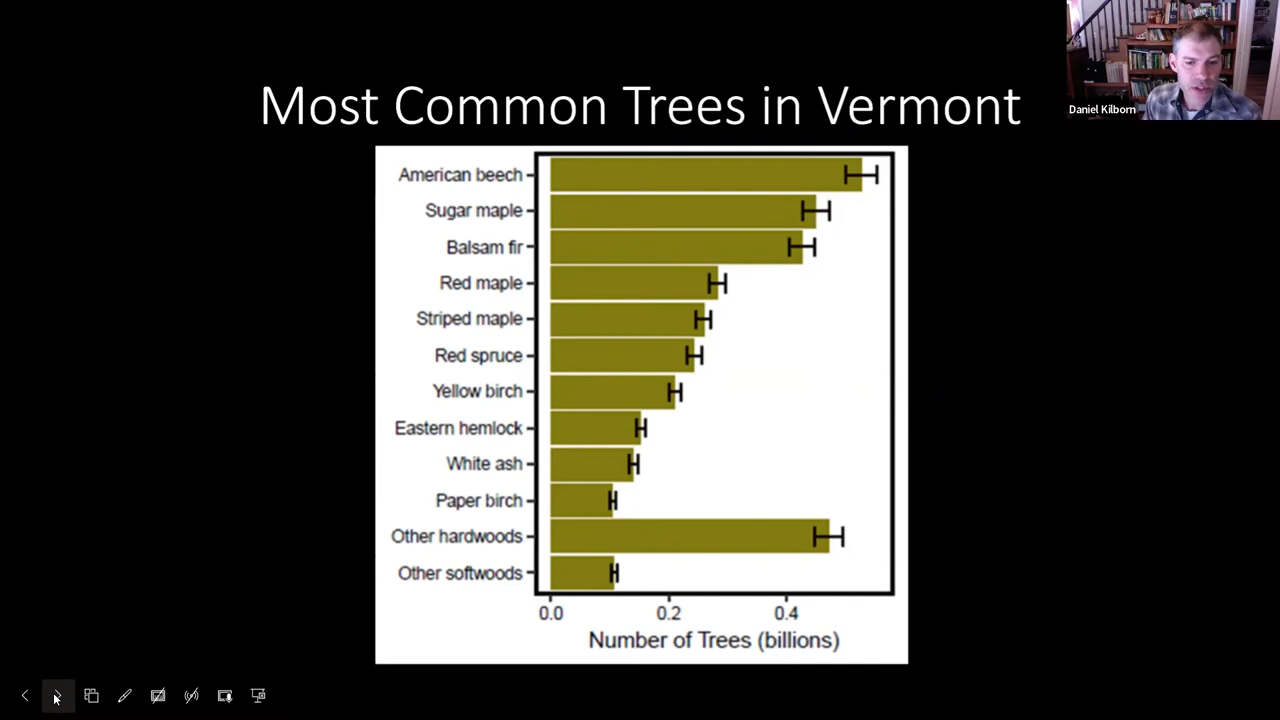 Most Common Trees in Vermont
Daniel Kilborn
American beech
Sugar maple
Balsam fir
Red maple
Striped maple
Red spruce
Yellow birch
Eastern hemlock
White ash
Paper birch
Other hardwoods
Other softwoods
0.0 0.2 0.4
Number of Trees (billions)